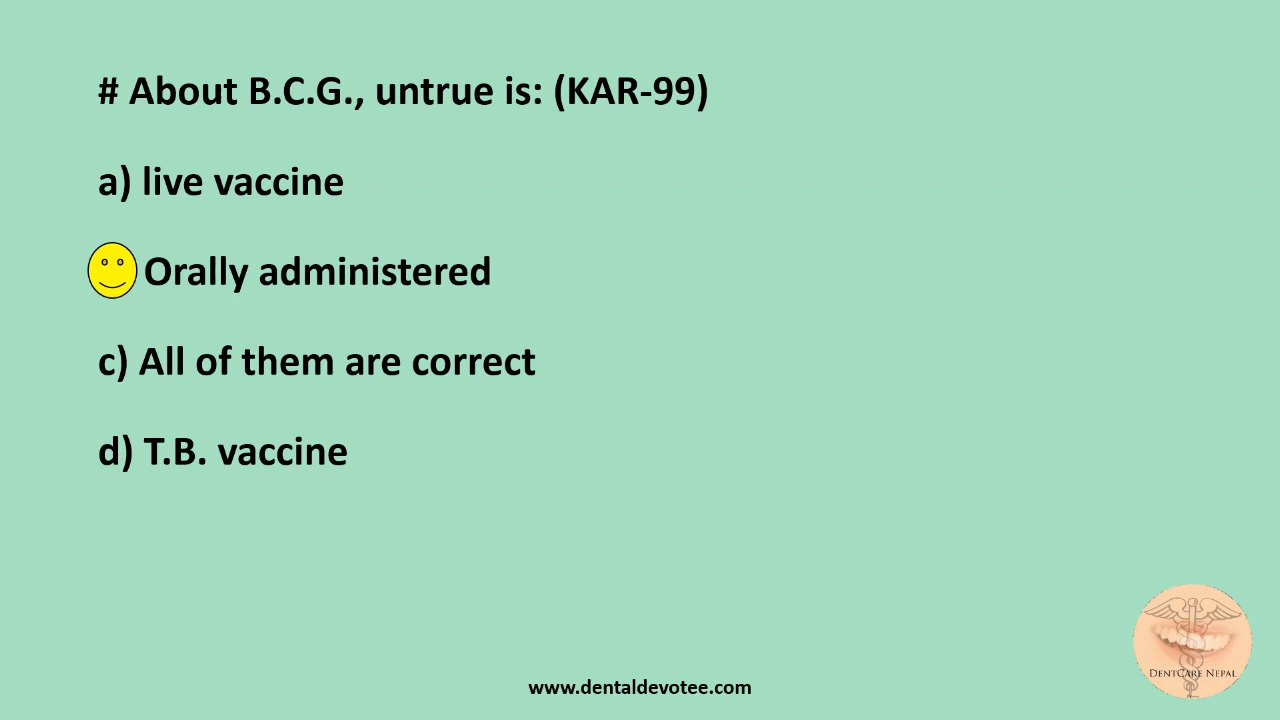 # About B.C.G., untrue is: (KAR-99)
a) live vaccine
Orally administered
c) All of them are correct
d) T.B. vaccine
DentCare Nepal
www.dentaldevotee.com